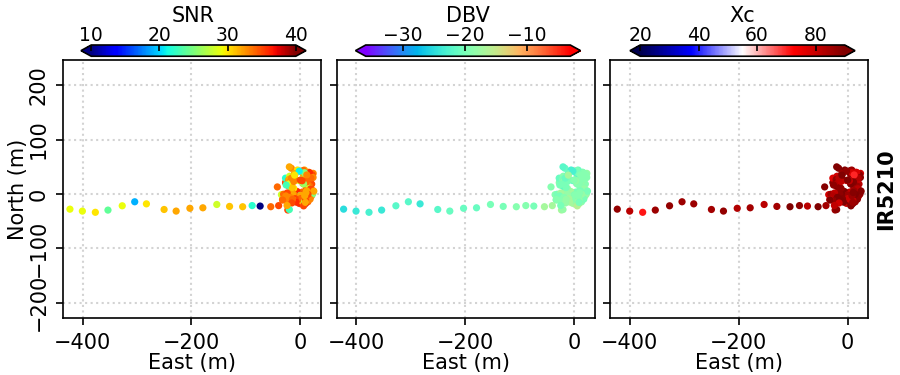 SNR DBV Xc
10 20 30 40 −30 −20 −10 20 40 60 80
200
100
0
−100
−200
North (m)
IR5210
−400 −200 0 −400 −200 0 −400 −200 0
East (m) East (m) East (m)